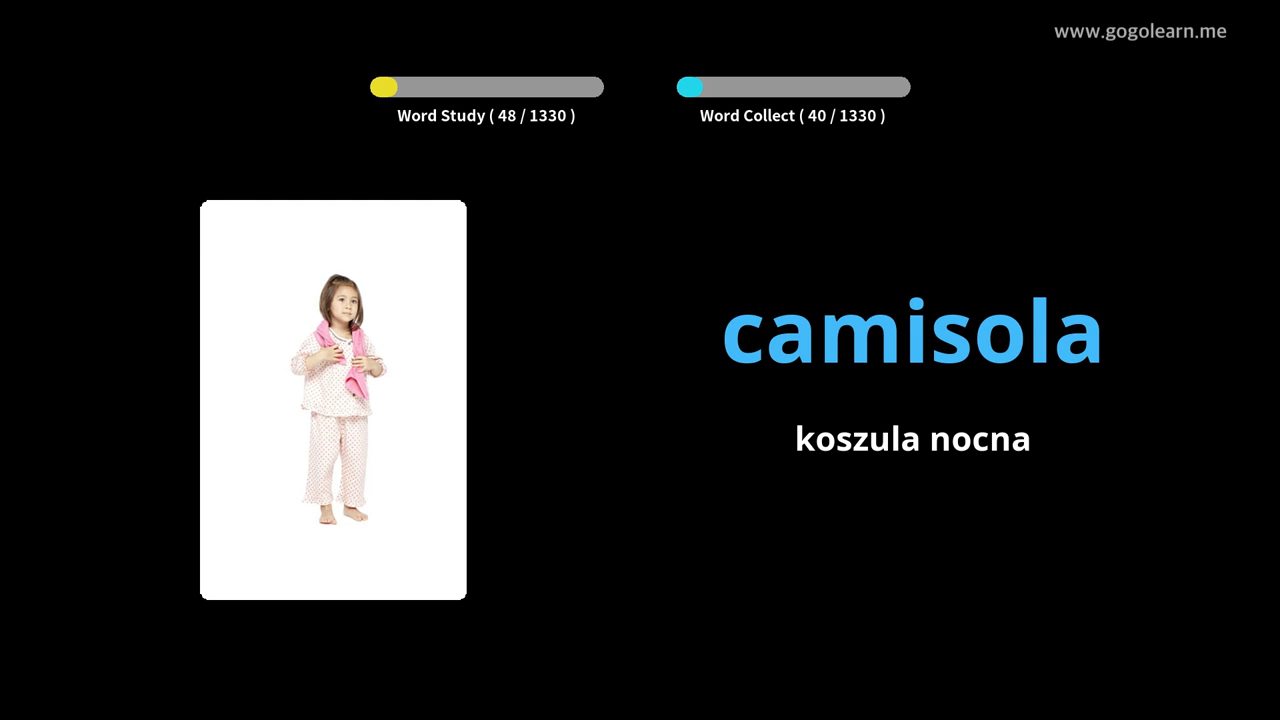 www.gogolearn.me
Word Study ( 48 / 1330 )
Word Collect ( 40 / 1330 )
camisola
koszula nocna